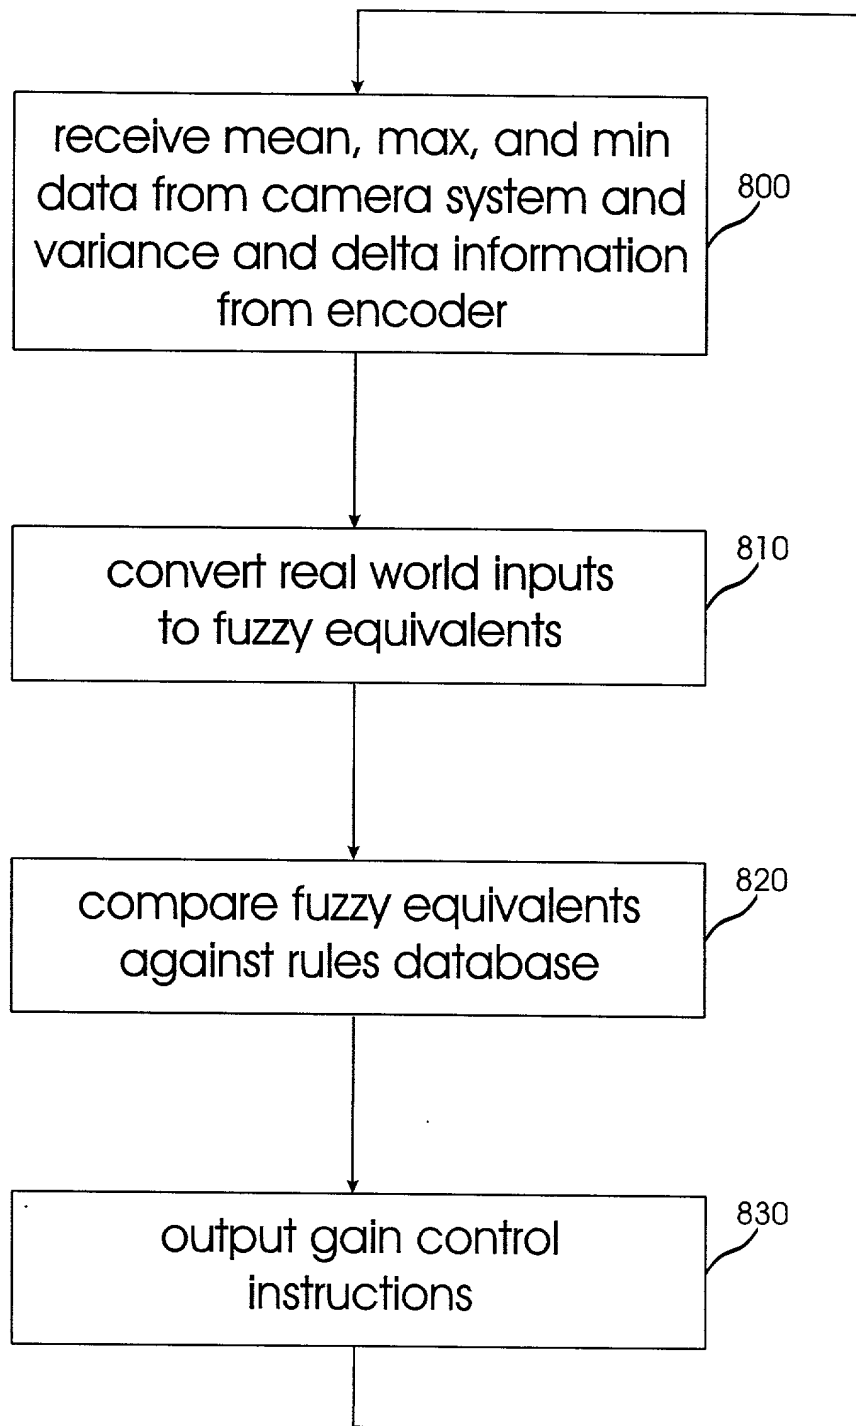 receive mean, max, and min
data from camera system and
variance and delta information
from encoder
800
convert real world inputs
to fuzzy equivalents
810
compare fuzzy equivalents
against rules database
820
output gain control
instructions
830